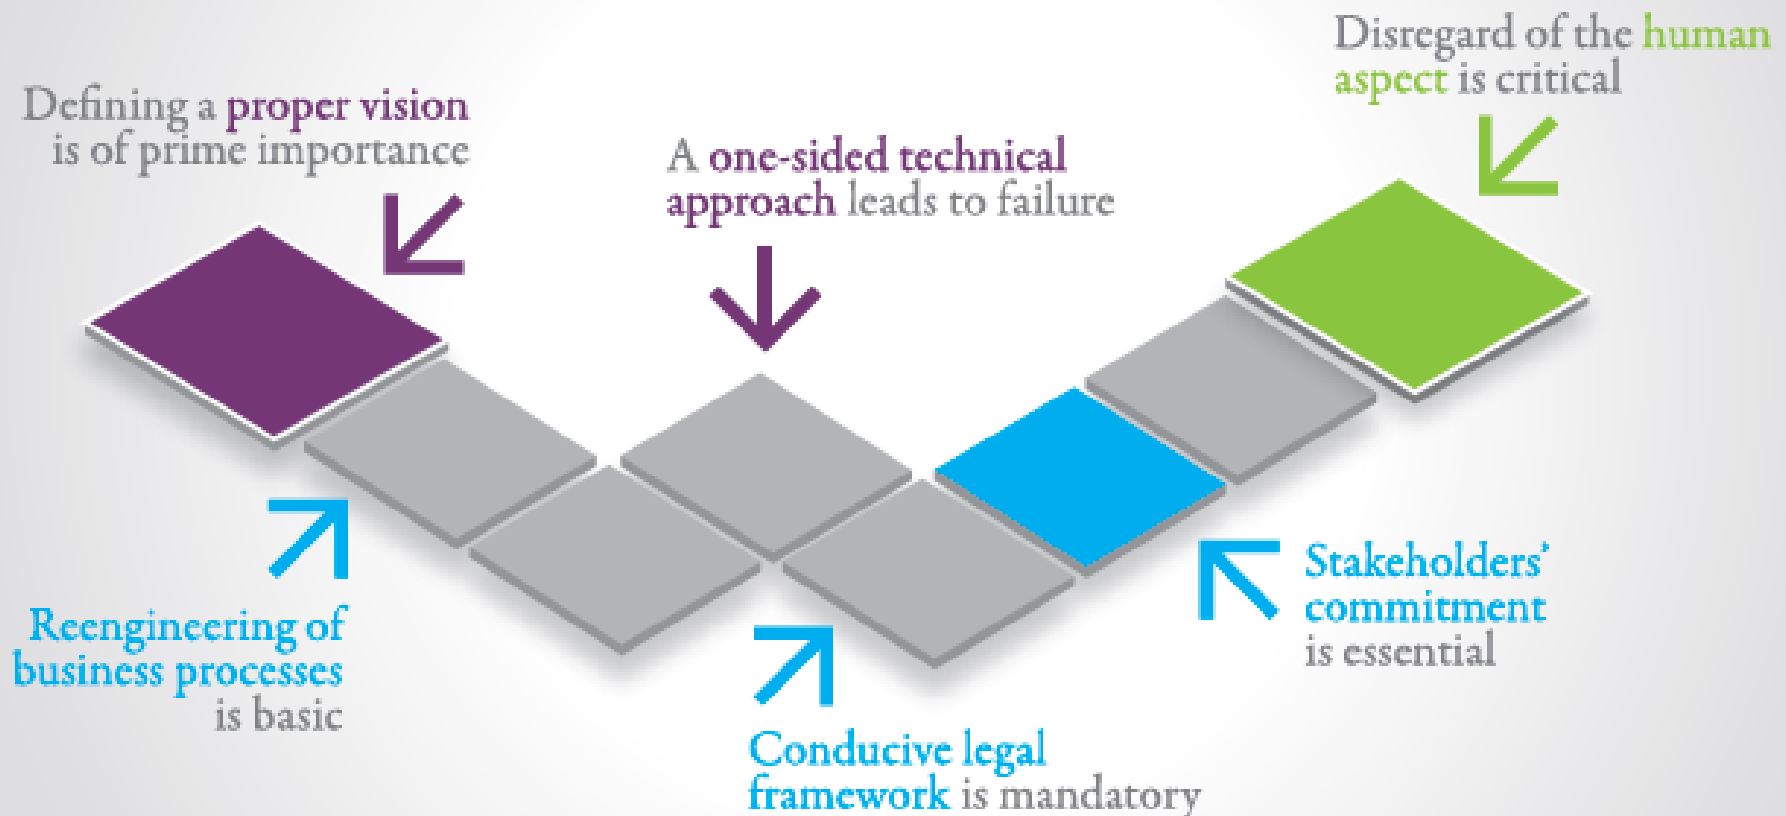 Defining a proper vision
is of prime importance
A one-sided technical
approach leads to failure
Disregard of the human
aspect is critical
Reengineering of
business processes
is basic
Conducive legal
framework is mandatory
Stakeholders’
commitment
is essential